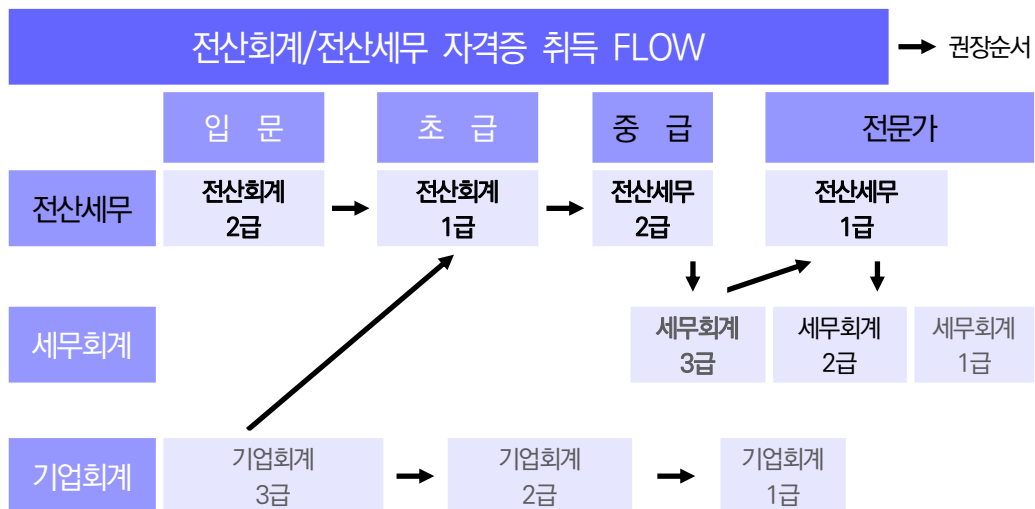 전산회계/전산세무 자격증 취득 FLOW
권장순서
입 문
초 급
중 급
전문가
전산세무
전산회계
2급
전산회계
1급
전산세무
2급
전산세무
1급
세무회계
세무회계
3급
세무회계
2급
세무회계
1급
기업회계
기업회계
3급
기업회계
2급
기업회계
1급